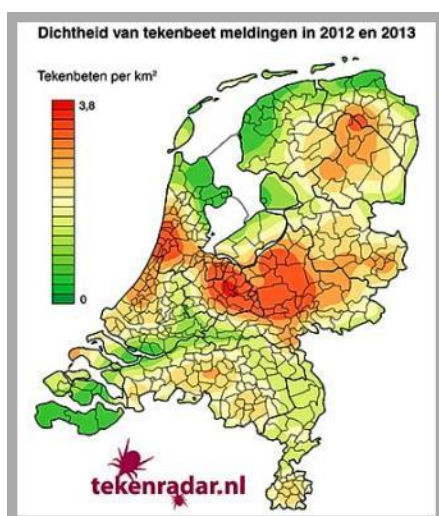 Dichtheid van tekenbeet meldingen in 2012 en 2013
Tekenbeten per km²
3,8
0
tekenradar.nl